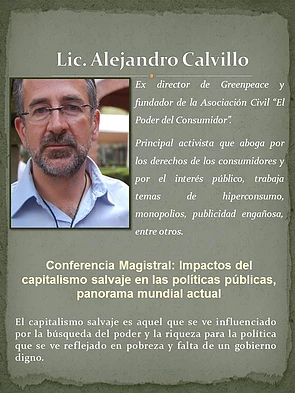 Lic. Alejandro Calvillo
Ex director de Greenpeace y
fundador de la Asociación Civil “El
Poder del Consumidor”.
Principal activista que aboga por
los derechos de los consumidores y
por el interés público, trabaja
temas de hiperconsumo,
monopolios, publicidad engañosa,
entre otros.
Conferencia Magistral: Impactos del
capitalismo salvaje en las políticas públicas,
panorama mundial actual
El capitalismo salvaje es aquel que se ve influenciado
por la búsqueda del poder y la riqueza para la política
que se ve reflejado en pobreza y falta de un gobierno
digno.